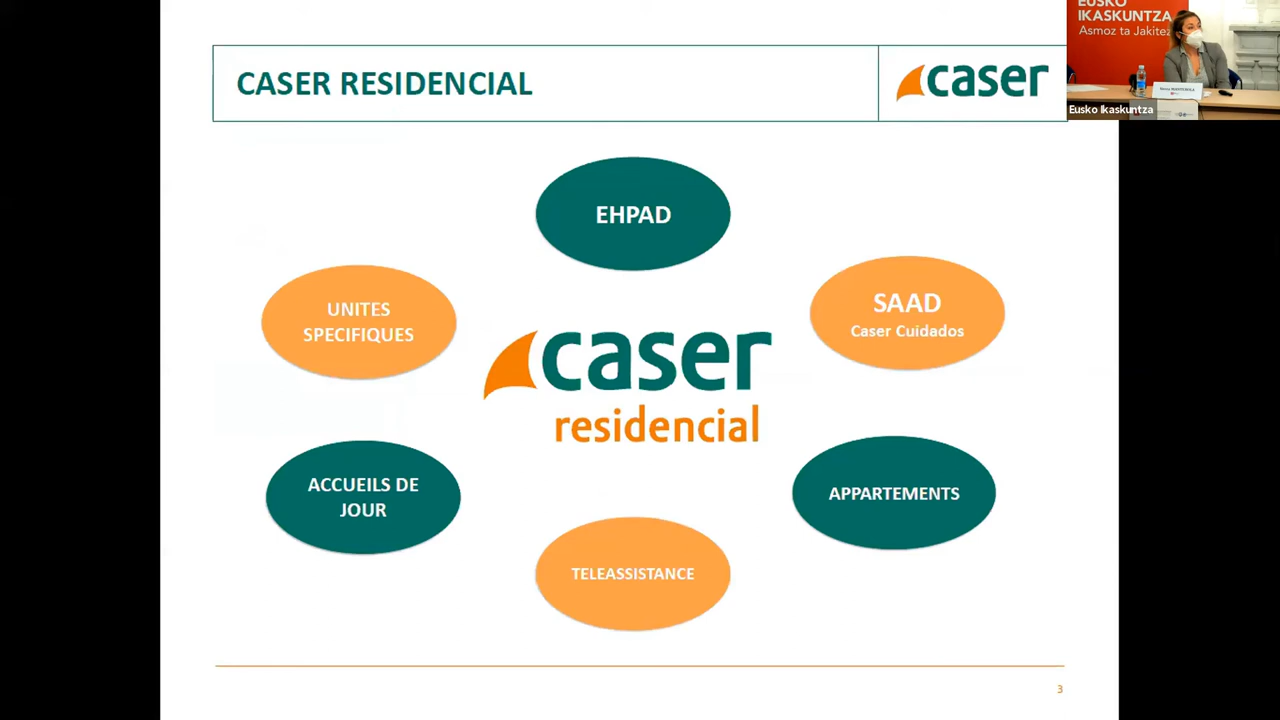 CASER RESIDENCIAL
caser
EUSKO
IKASKUNTZA
Asmoz ta Jakitez
Eusko Ikaskuntza
EHPAD
UNITES
SPECIFIQUES
SAAD
Caser Cuidados
caser
residencial
ACCUEILS DE
JOUR
APPARTEMENTS
TELEASSISTANCE
3